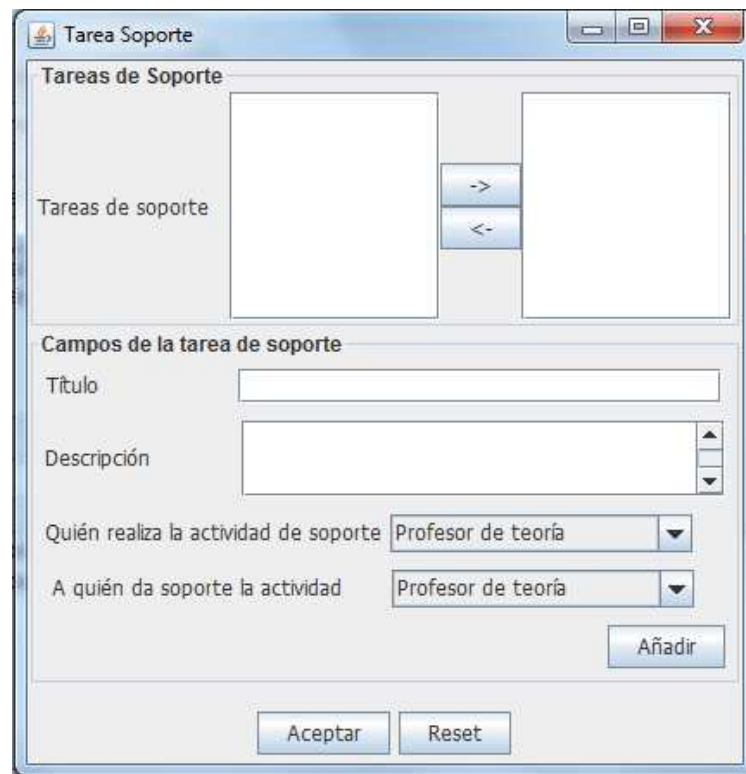 Tarea Soporte
Tareas de Soporte
Tareas de soporte
->
<-
Campos de la tarea de soporte
Título
Descripción
Quién realiza la actividad de soporte Profesor de teoría
A quién da soporte la actividad Profesor de teoría
Añadir
Aceptar Reset